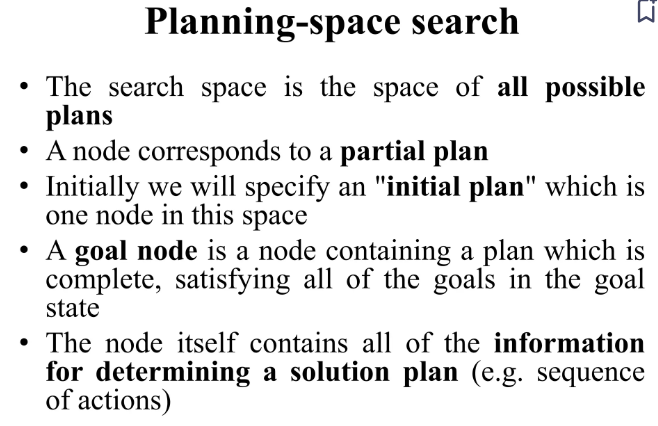 Planning-space search
• The search space is the space of all possible
plans
• A node corresponds to a partial plan
• Initially we will specify an "initial plan" which is
one node in this space
• A goal node is a node containing a plan which is
complete, satisfying all of the goals in the goal
state
• The node itself contains all of the information
for determining a solution plan (e.g. sequence
of actions)